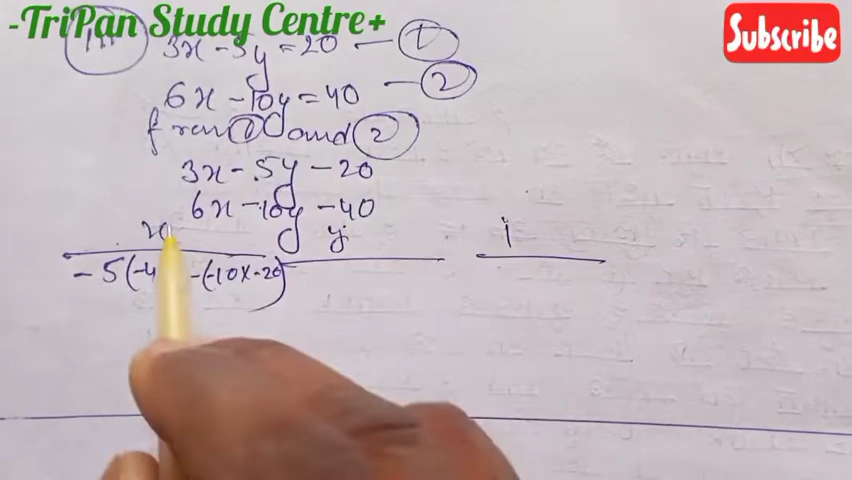 -TriPan Study Centre+
Subscribe
iii 3x - 5y = 20 — 1
6x - 10y = 40 — 2
from 1 and 2
3x - 5y - 20
6x - 10y - 40
x y 1
- 5(-4 -(-10x-20)